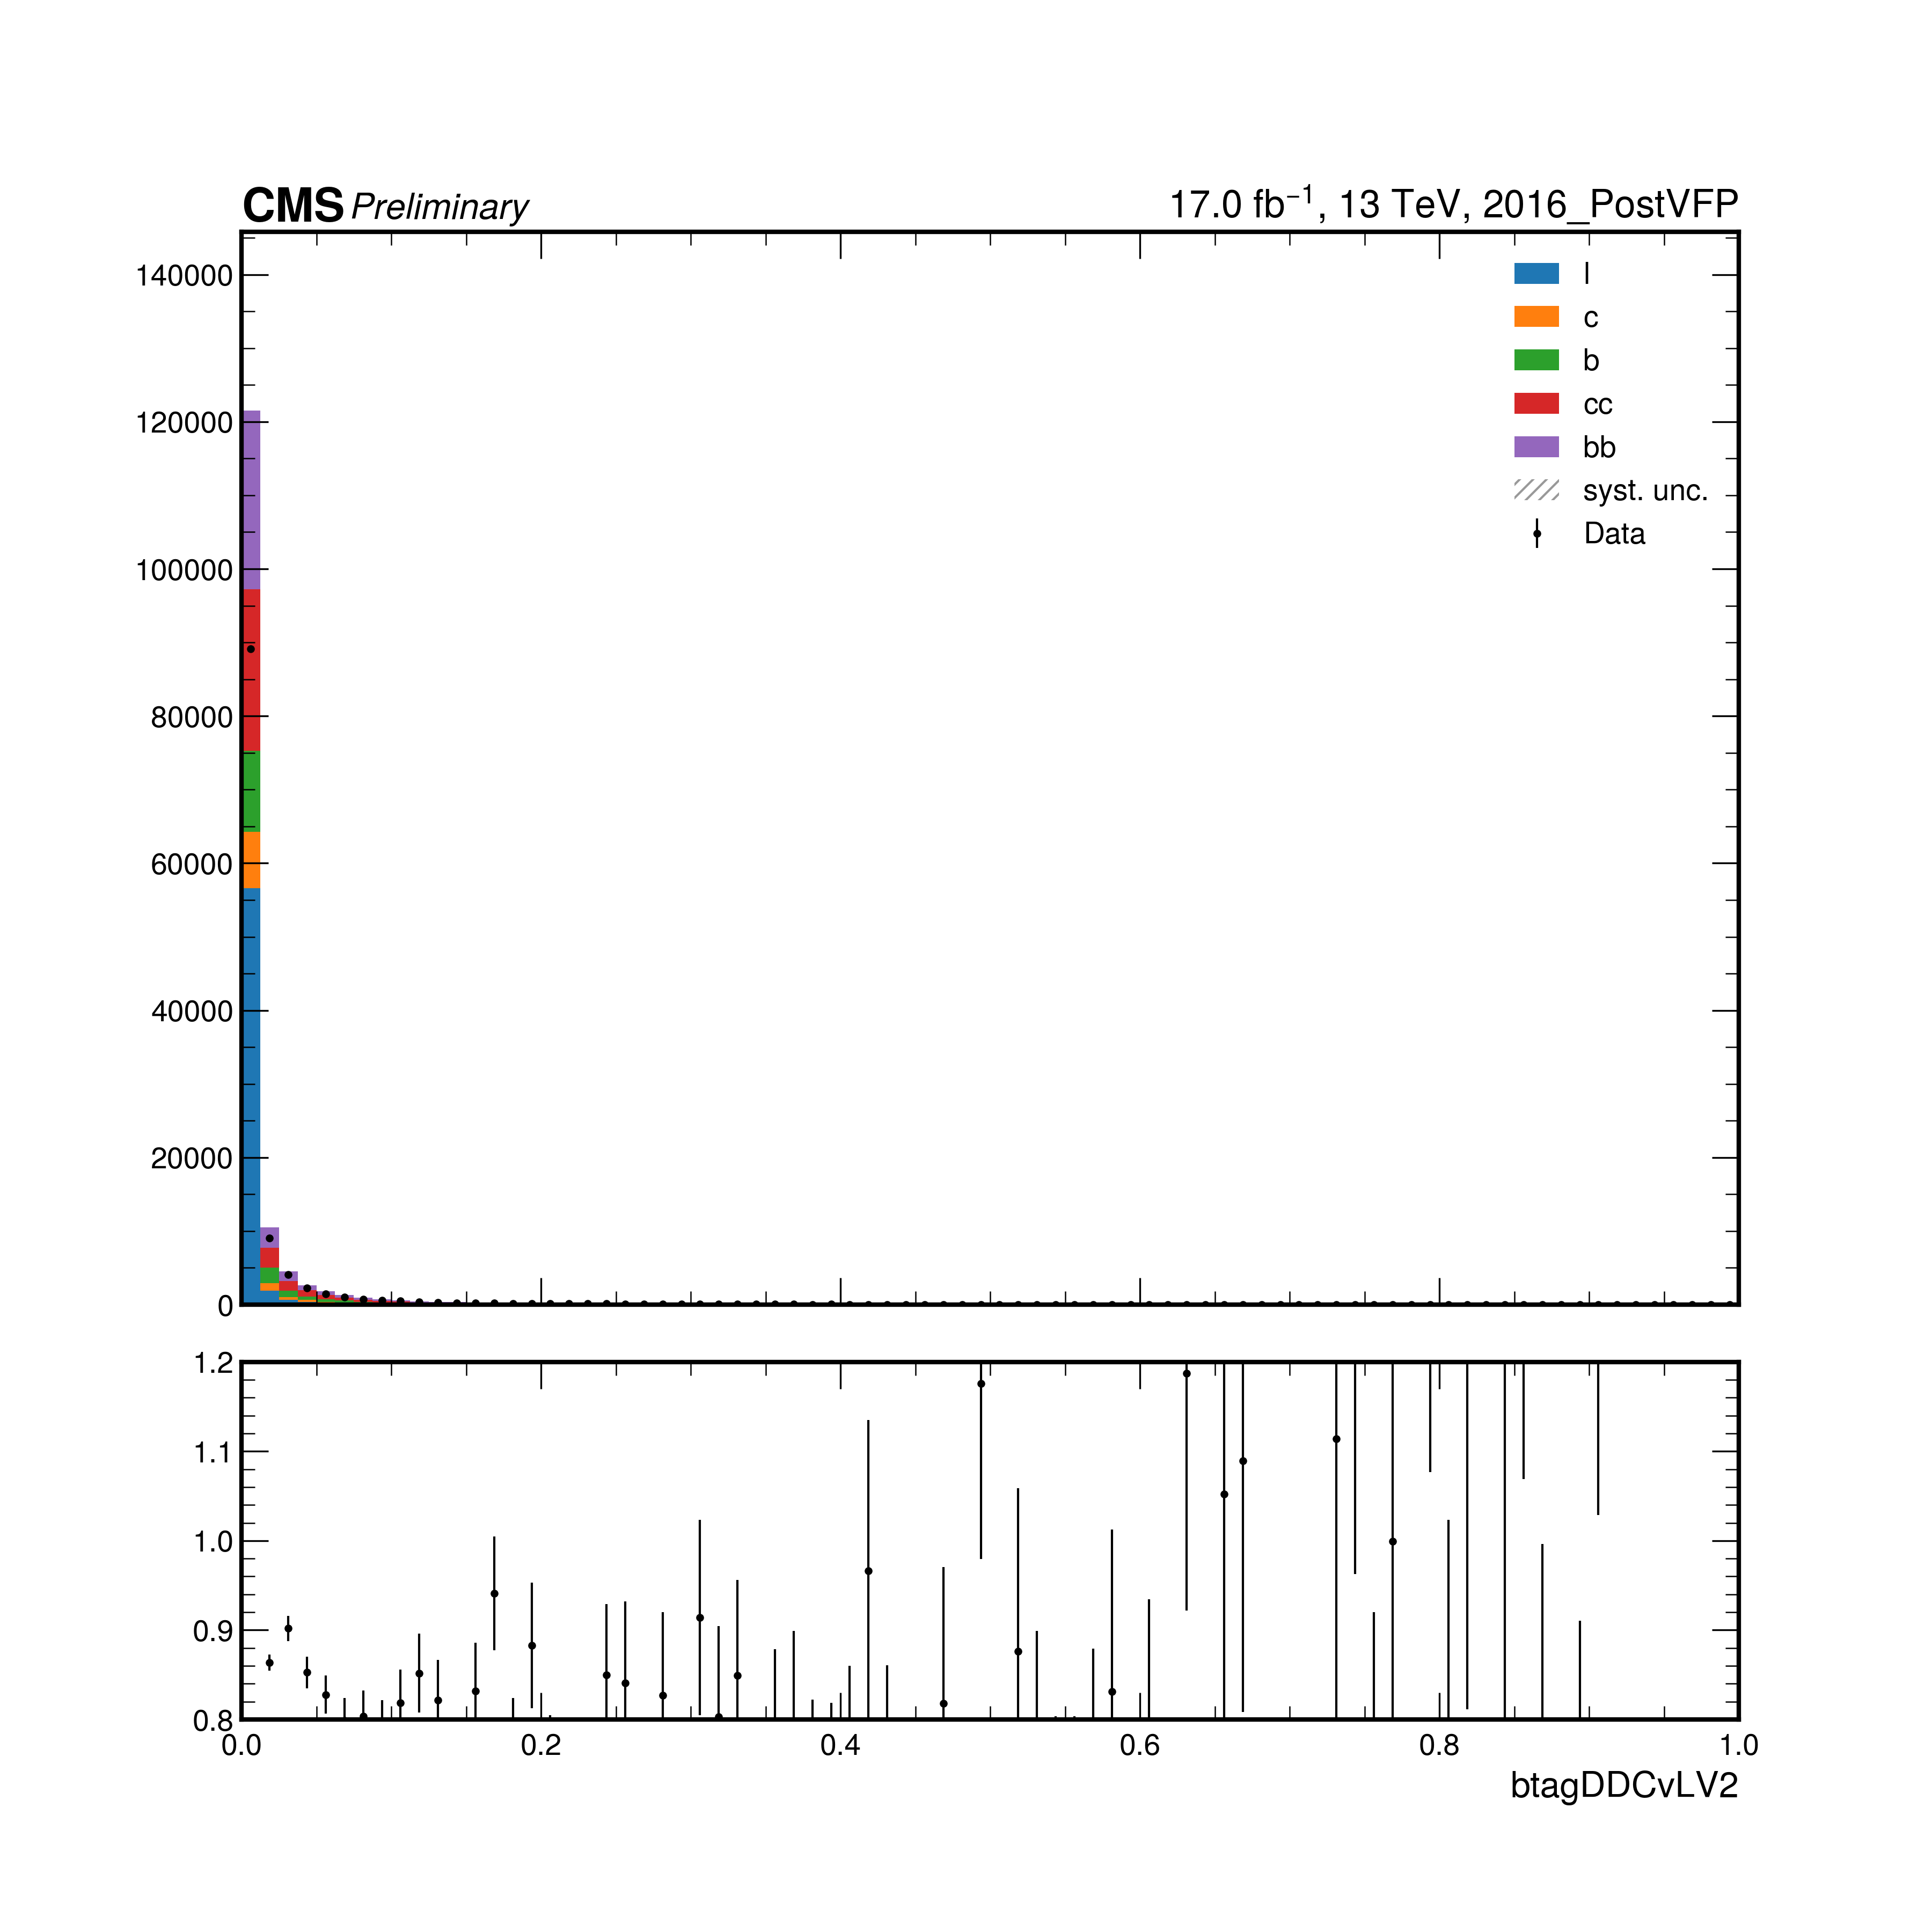 CMS Preliminary
17.0 fb⁻¹, 13 TeV, 2016_PostVFP
140000
120000
100000
80000
60000
40000
20000
0
l
c
b
cc
bb
syst. unc.
Data
1.2
1.1
1.0
0.9
0.8
0.0 0.2 0.4 0.6 0.8 1.0
btagDDCvLV2